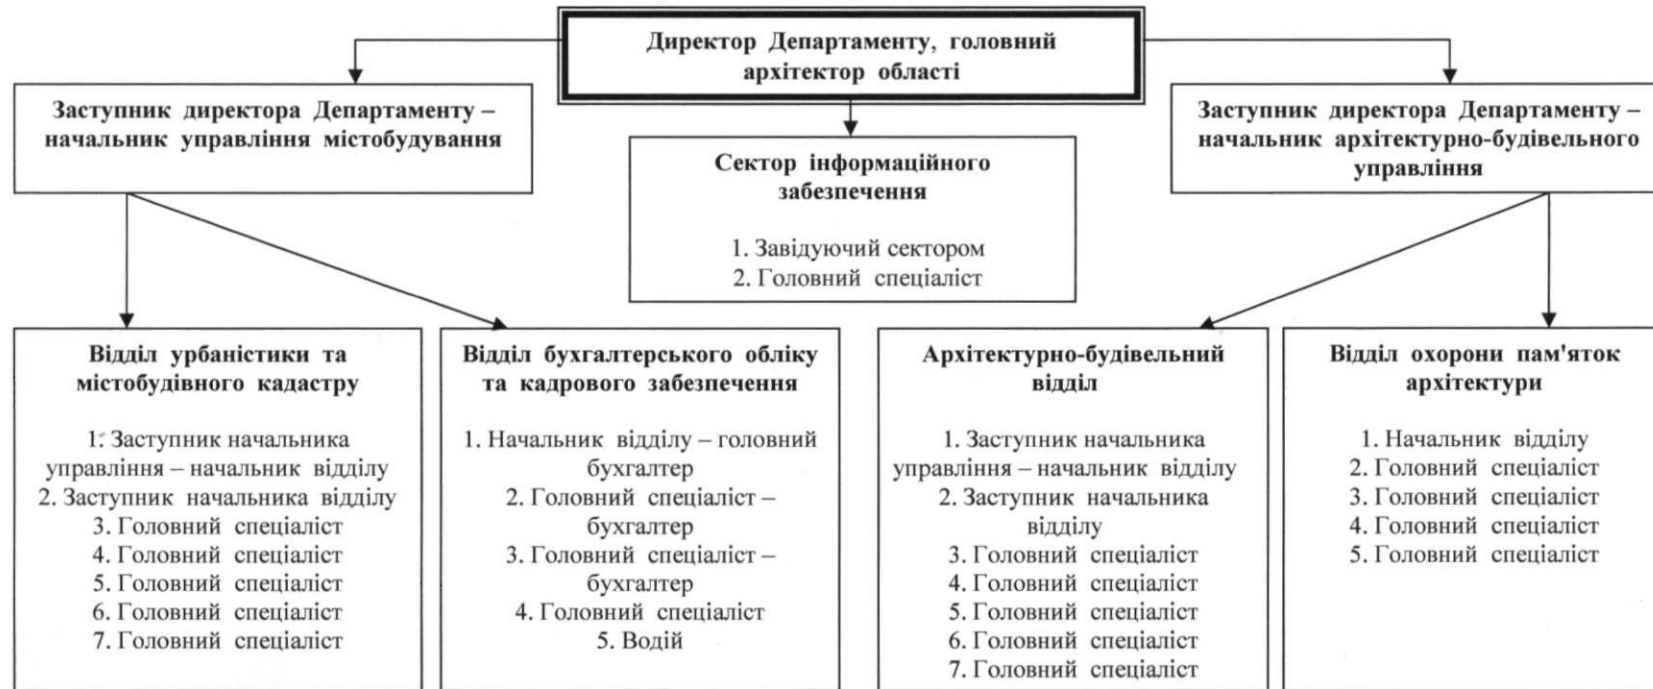 Директор Департаменту, головний
архітектор області
Заступник директора Департаменту –
начальник управління містобудування
Сектор інформаційного
забезпечення
1. Завідуючий сектором
2. Головний спеціаліст
Заступник директора Департаменту –
начальник архітектурно-будівельного
управління
Відділ урбаністики та
містобудівного кадастру
1. Заступник начальника
управління – начальник відділу
2. Заступник начальника відділу
3. Головний спеціаліст
4. Головний спеціаліст
5. Головний спеціаліст
6. Головний спеціаліст
7. Головний спеціаліст
Відділ бухгалтерського обліку
та кадрового забезпечення
1. Начальник відділу – головний
бухгалтер
2. Головний спеціаліст –
бухгалтер
3. Головний спеціаліст –
бухгалтер
4. Головний спеціаліст
5. Водій
Архітектурно-будівельний
відділ
1. Заступник начальника
управління – начальник відділу
2. Заступник начальника
відділу
3. Головний спеціаліст
4. Головний спеціаліст
5. Головний спеціаліст
6. Головний спеціаліст
7. Головний спеціаліст
Відділ охорони пам'яток
архітектури
1. Начальник відділу
2. Головний спеціаліст
3. Головний спеціаліст
4. Головний спеціаліст
5. Головний спеціаліст